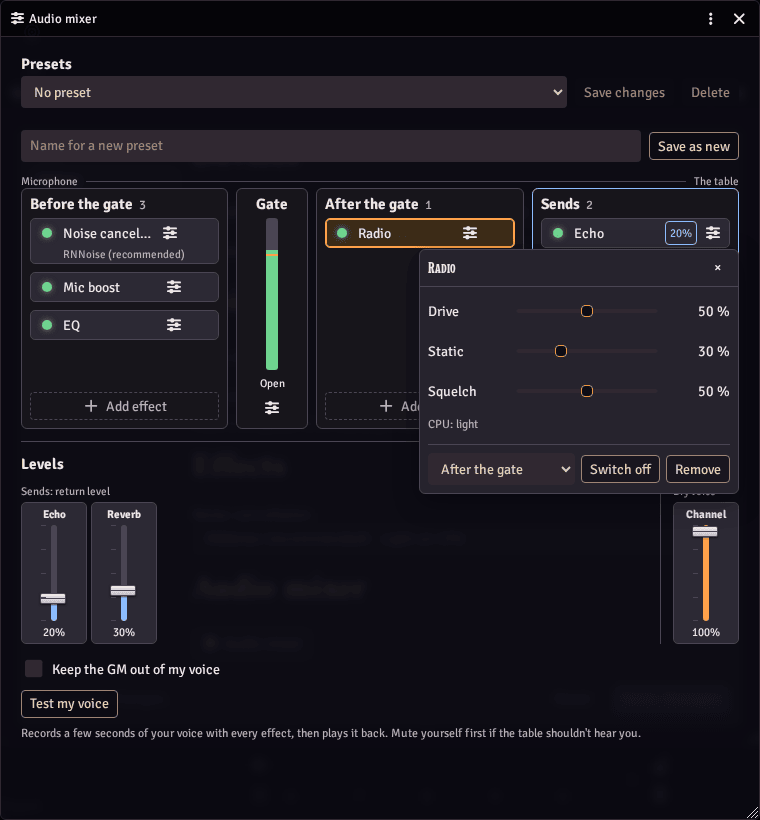 Audio mixer
Presets
No preset
Save changes
Delete
Name for a new preset
Save as new
Microphone
The table
Before the gate 3
Noise cancel...
RNNoise (recommended)
Mic boost
EQ
Add effect
Gate
Open
After the gate 1
Radio
Sends 2
Echo
20%
Radio
×
Drive
50 %
Static
30 %
Squelch
50 %
CPU: light
After the gate
Switch off
Remove
Levels
Sends: return level
Echo
20%
Reverb
30%
Channel
100%
Keep the GM out of my voice
Test my voice
Records a few seconds of your voice with every effect, then plays it back. Mute yourself first if the table shouldn't hear you.